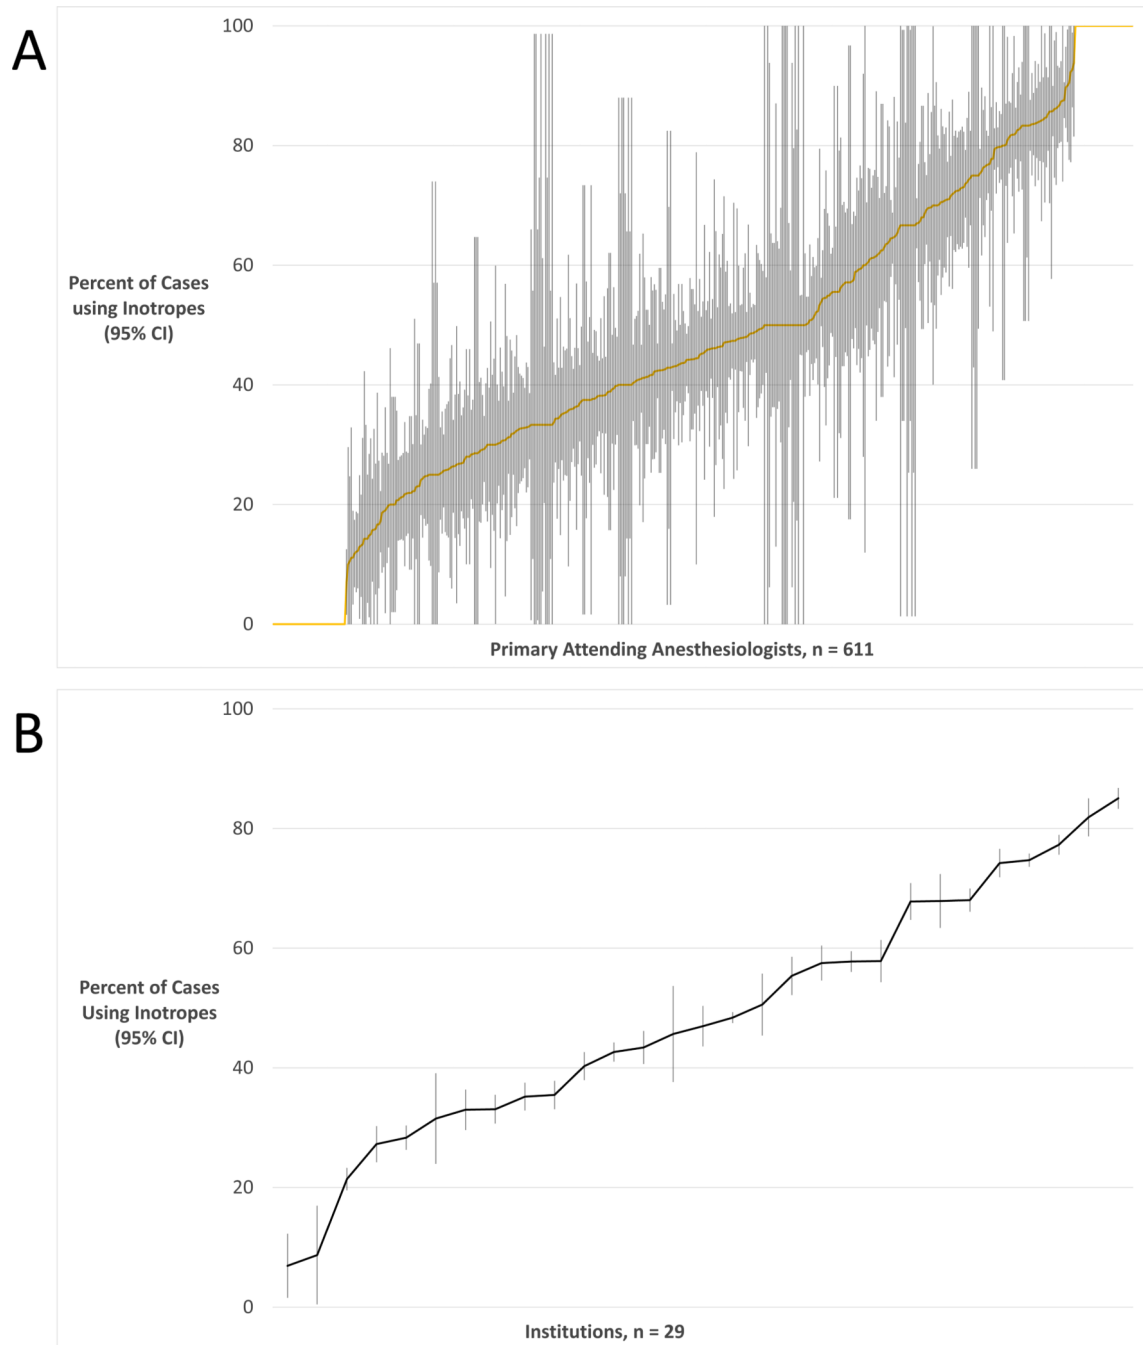 A
100
80
60
40
20
0
Percent of Cases
using Inotropes
(95% CI)
Primary Attending Anesthesiologists, n = 611
B
100
80
60
40
20
0
Percent of Cases
Using Inotropes
(95% CI)
Institutions, n = 29